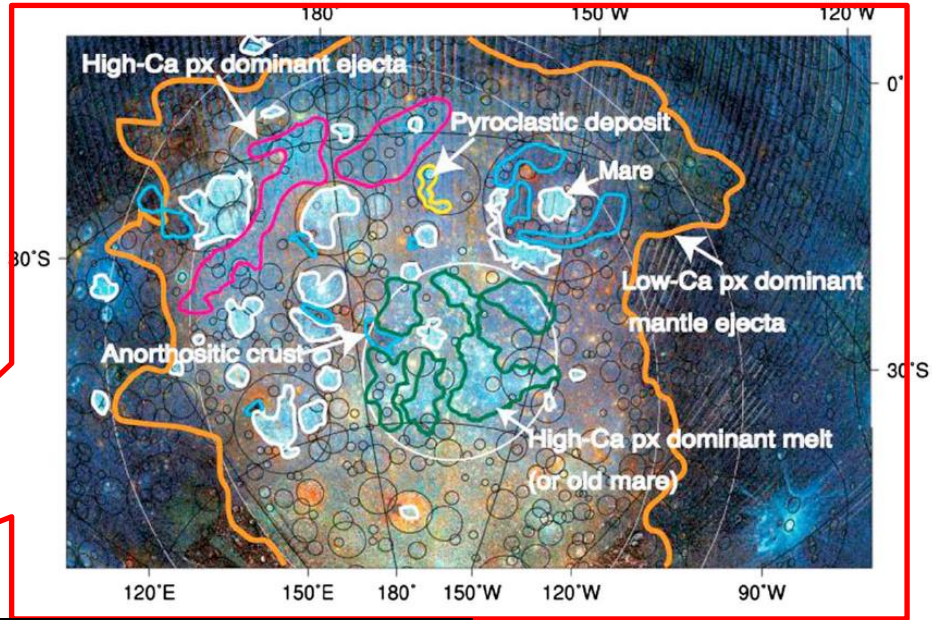 180° 150°W 120°W
High-Ca px dominant ejecta
0°
Pyroclastic deposit
Mare
30°S
Low-Ca px dominant
mantle ejecta
Anorthositic crust
30°S
High-Ca px dominant melt
(or old mare)
120°E 150°E 180° 150°W 120°W 90°W